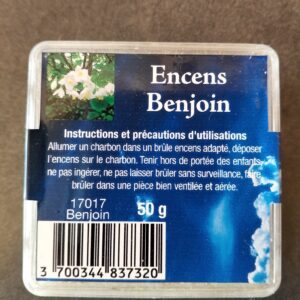 Encens
Benjoin
Instructions et précautions d'utilisations
Allumer un charbon dans un brûle encens adapté, déposer
l'encens sur le charbon. Tenir hors de portée des enfants,
ne pas ingérer, ne pas laisser brûler sans surveillance, faire
brûler dans une pièce bien ventilée et aérée.
17017
Benjoin
50 g
3 700344 837320